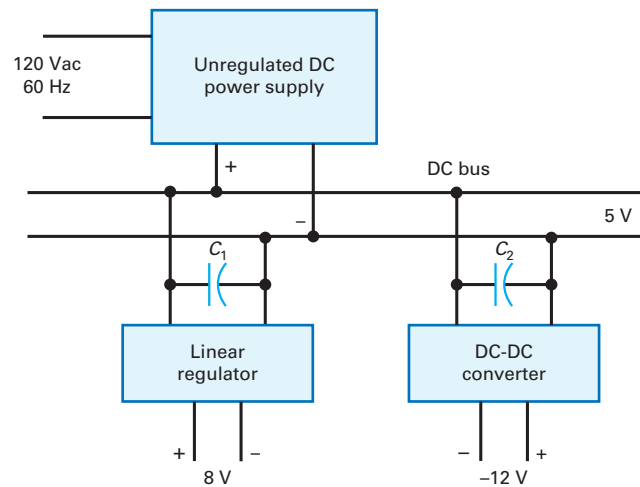 120 Vac
60 Hz
Unregulated DC
power supply
+
–
DC bus
5 V
C1
C2
Linear
regulator
DC-DC
converter
+
–
8 V
–
+
–12 V